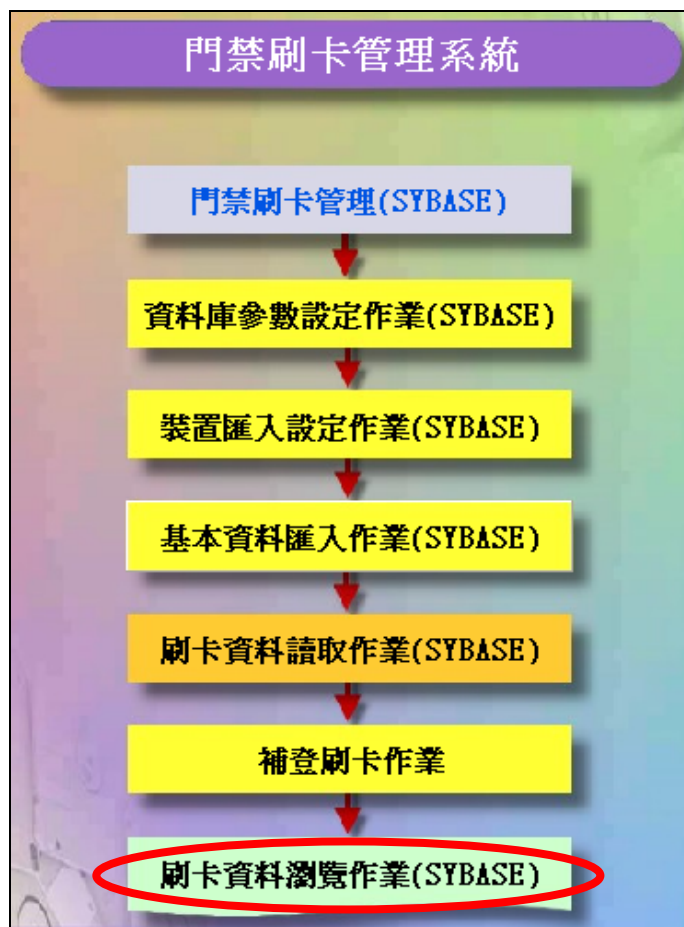 門禁刷卡管理系統
門禁刷卡管理(SYBASE)
資料庫參數設定作業(SYBASE)
裝置匯入設定作業(SYBASE)
基本資料匯入作業(SYBASE)
刷卡資料讀取作業(SYBASE)
補登刷卡作業
刷卡資料瀏覽作業(SYBASE)